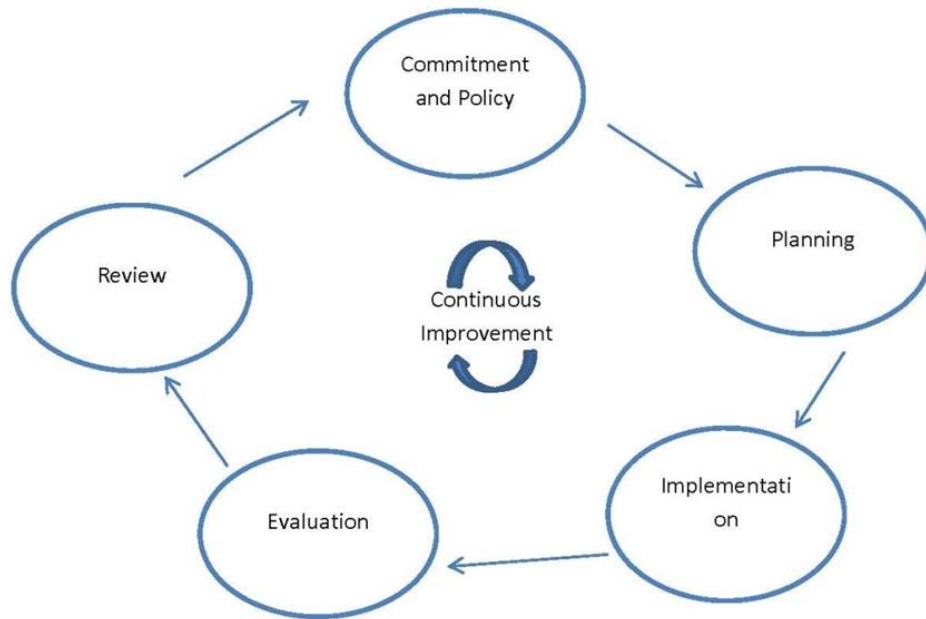 Commitment
and Policy
Planning
Implementati
on
Evaluation
Review
Continuous
Improvement